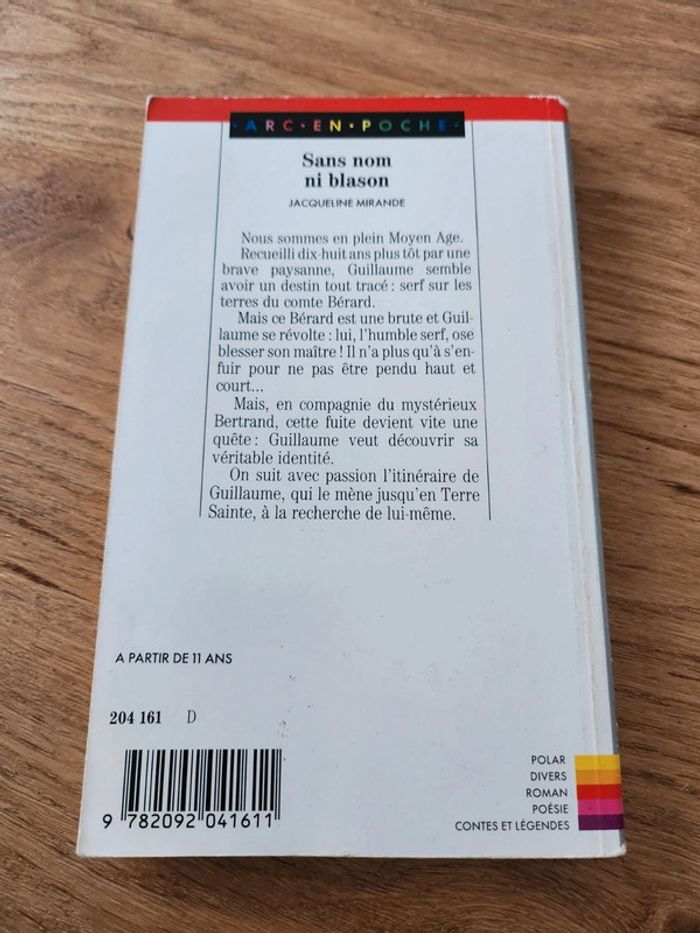 ·A·R·C·EN·POCHE·
Sans nom
ni blason
JACQUELINE MIRANDE
Nous sommes en plein Moyen Age.
Recueilli dix-huit ans plus tôt par une
brave paysanne, Guillaume semble
avoir un destin tout tracé : serf sur les
terres du comte Bérard.
Mais ce Bérard est une brute et Guil-
laume se révolte : lui, l'humble serf, ose
blesser son maître ! Il n'a plus qu'à s'en-
fuir pour ne pas être pendu haut et
court...
Mais, en compagnie du mystérieux
Bertrand, cette fuite devient vite une
quête : Guillaume veut découvrir sa
véritable identité.
On suit avec passion l'itinéraire de
Guillaume, qui le mène jusqu'en Terre
Sainte, à la recherche de lui-même.
A PARTIR DE 11 ANS
204 161 D
9 782092 041611
POLAR
DIVERS
ROMAN
POÉSIE
CONTES ET LÉGENDES